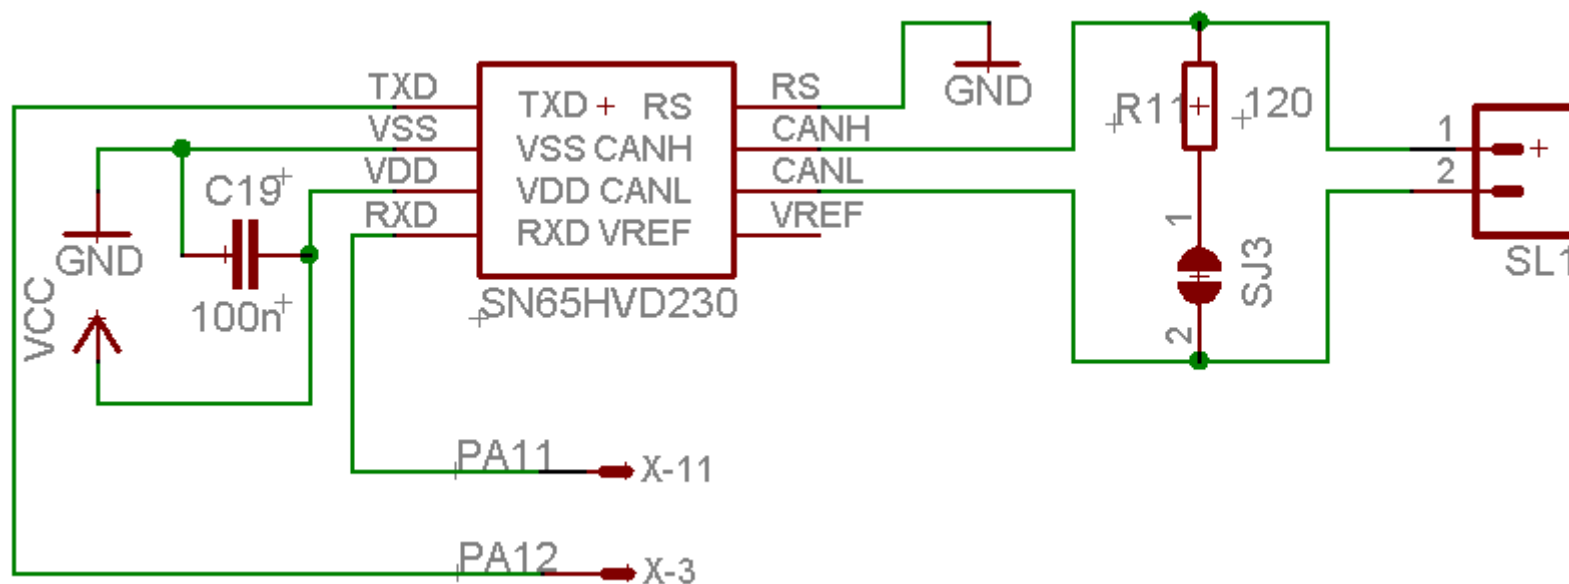 TXD
VSS
VDD
RXD
TXD RS
VSS CANH
VDD CANL
RXD VREF
RS
CANH
CANL
VREF
SN65HVD230
GND
C19
100n
GND
VCC
R11
120
1
2
SJ3
1
2
SL1
PA11
X-11
PA12
X-3